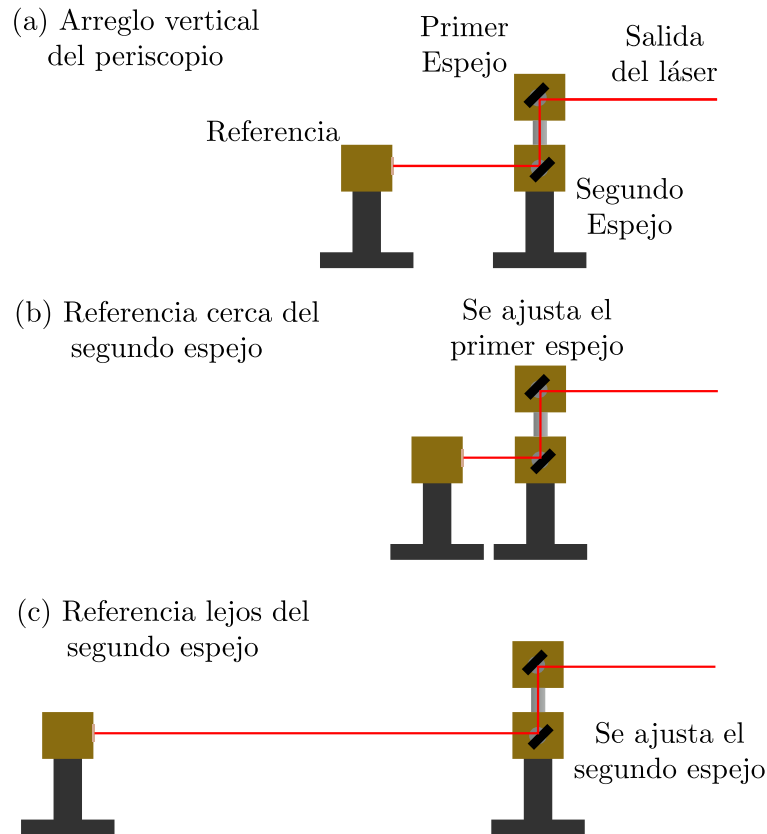 (a) Arreglo vertical
del periscopio
Primer
Espejo
Salida
del láser
Referencia
Segundo
Espejo
(b) Referencia cerca del
segundo espejo
Se ajusta el
primer espejo
(c) Referencia lejos del
segundo espejo
Se ajusta el
segundo espejo